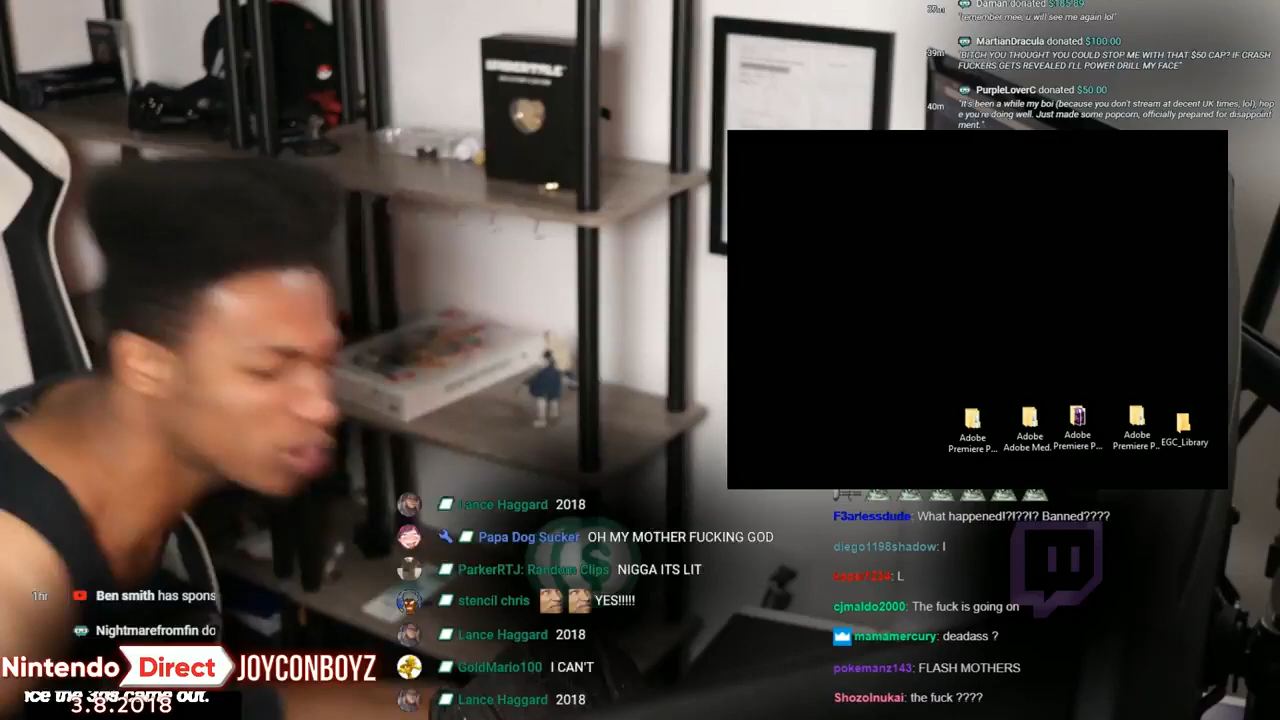 Daman donated $185.89
"remember mee, u will see me again lol"
39m
MartianDracula donated $100.00
"BITCH YOU THOUGHT YOU COULD STOP ME WITH THAT $50 CAP? IF CRASH
FUCKERS GETS REVEALED I'LL POWER DRILL MY FACE"
40m
PurpleLoverC donated $50.00
"It's been a while my boi (because you don't stream at decent UK times, lol), hop
e you're doing well. Just made some popcorn, officially prepared for disappoint
ment."
UNDERTALE
Adobe
Premiere P...
Adobe
Adobe Med.
Adobe
Premiere P...
Adobe
Premiere P..
EGC_Library
Lance Haggard 2018
Papa Dog Sucker OH MY MOTHER FUCKING GOD
ParkerRTJ: Random Clips NIGGA ITS LIT
stencil chris YES!!!!!
Lance Haggard 2018
GoldMario100 I CAN'T
Lance Haggard 2018
F3arlessdude: What happened!?!??!? Banned????
diego1198shadow: I
L
cjmaldo2000: The fuck is going on
mamamercury: deadass ?
pokemanz143: FLASH MOTHERS
ShozoInukai: the fuck ????
1hr
Ben smith has spons
Nightmarefromfin do
Nintendo Direct JOYCONBOYZ
came out.
3.8.2018